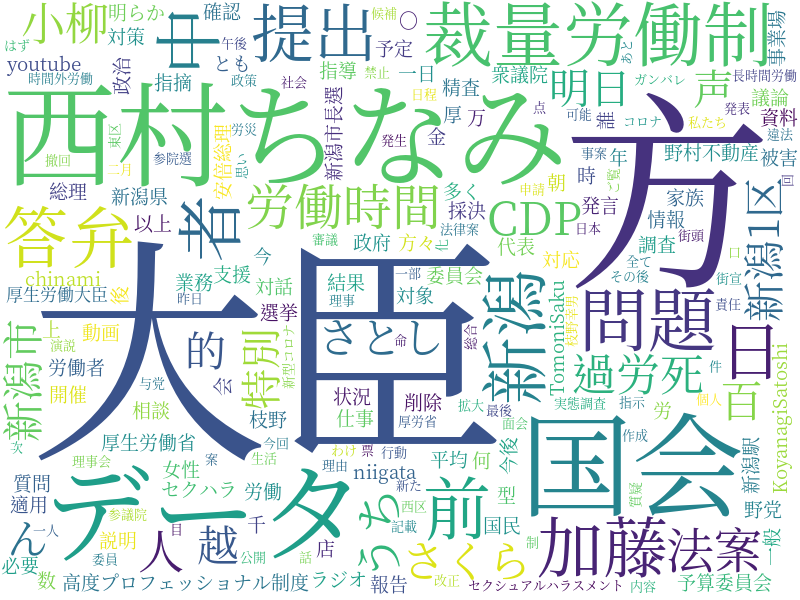 小柳
明らか
対策
中
提出
〇
予定
確認
午後
とも
youtube
はず
時間外労働
政治
指摘
候補
禁止
政策
日程
社会
指導
一日
精査
衆議院
裁量労働制
事業場
あと
ガンバレ
長時間労働
明日
声
議論
発表
資料
違法
コロナ
私たち
可能
点
誰
西村ちなみ
方
撤回
東区
参院選
二月
労災
思い
安倍総理
発生
新潟市長選
金
厚
万
年
時
朝
事案
申請
ご覧
回
野村不動産
被害
総理
新潟県
以上
者
労働時間
多く
採決
法律案
日本
発言
街頭
家族
情報
CDP
代表
調査
全て
その後
口
街宣
責任
新潟1区
答弁
chinami
厚生労働大臣
後
業務
昨日
支援
今
審議
対話
政府
方々
化
委員会
結果
一部
理事
対象
対応
TomoniSaku
枝野幸男
大臣
新潟
問題
日
新潟市
上
動画
演説
労働者
与党
開催
次
的
会
特別
選挙
新型コロナ
さとし
命
総合
状況
削除
仕事
厚労省
拡大
最後
面会
実態調査
過労死
指示
件
個人
労
百
KoyanagiSatoshi
相談
枝野
厚生労働省
今回
案
女性
理事会
生活
わけ
票
行動
理由
平均
何
今後
作成
国会
新潟駅
データ
質問
セクハラ
適用
参議院
労働
niigata
新た
西区
記載
型
前
うち
質疑
野党
一般
ん
説明
一人
人
目
越
千
店
公開
話
国民
制
さくら
加藤
法案
必要
数
委員
高度プロフェッショナル制度
ラジオ
報告
改正
セクシュアルハラスメント
内容
予算委員会